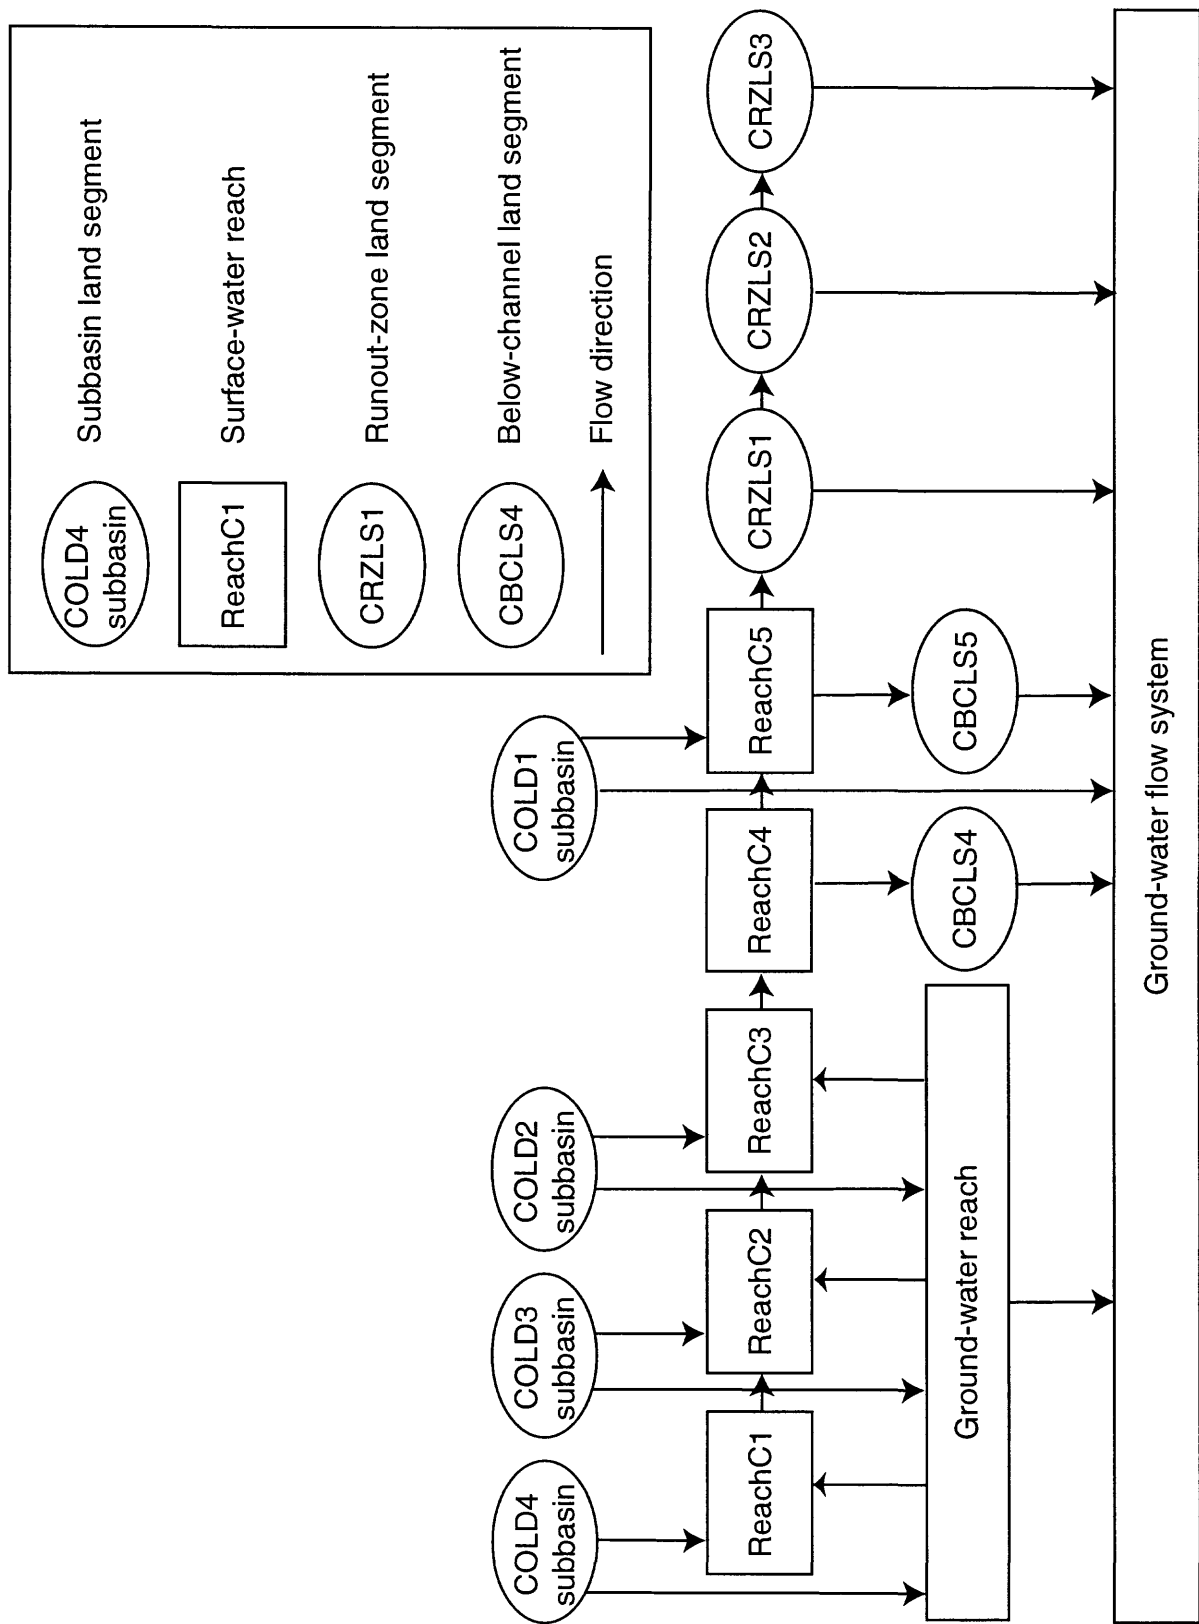 COLD4
subbasin
Subbasin land segment
ReachC1
Surface-water reach
CRZLS1
Runout-zone land segment
CBCLS4
Below-channel land segment
Flow direction
COLD4
subbasin
COLD3
subbasin
COLD2
subbasin
COLD1
subbasin
ReachC1
ReachC2
ReachC3
ReachC4
ReachC5
CRZLS1
CRZLS2
CRZLS3
Ground-water reach
CBCLS4
CBCLS5
Ground-water flow system